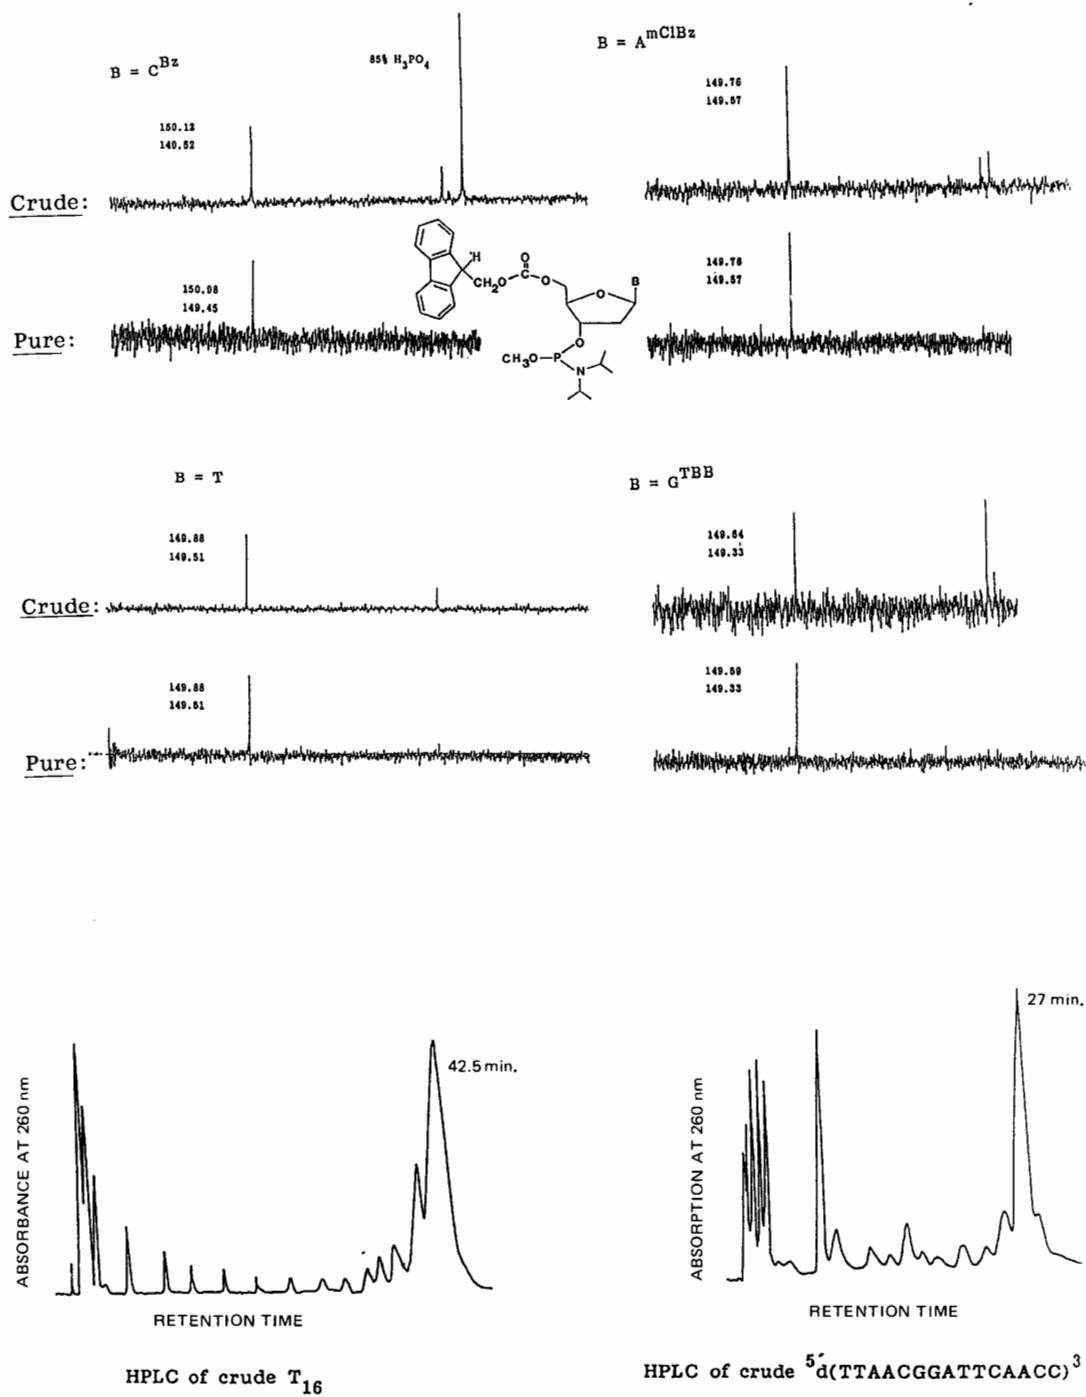 B = C^Bz
85% H3PO4
150.12
149.52
Crude:
B = A^mClBz
149.76
149.57
150.08
149.45
Pure:
149.76
149.57
H
CH2O
O
C
O
O
B
O
CH3O
P
N
B = T
149.88
149.51
Crude:
B = G^TBB
149.64
149.33
149.88
149.51
Pure:
149.59
149.33
ABSORBANCE AT 260 nm
42.5 min.
RETENTION TIME
HPLC of crude T16
ABSORPTION AT 260 nm
27 min.
RETENTION TIME
HPLC of crude 5´d(TTAACGGATTCAACC)3